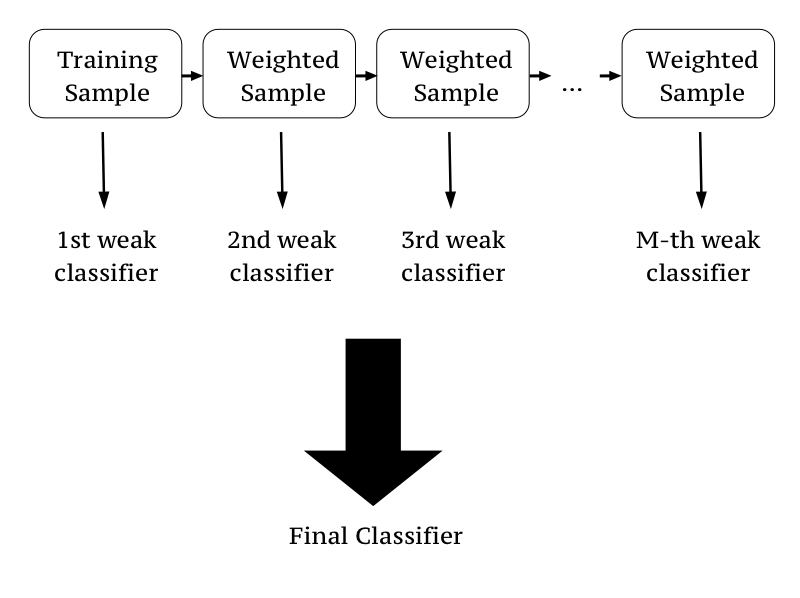 Training
Sample
Weighted
Sample
Weighted
Sample
...
Weighted
Sample
1st weak
classifier
2nd weak
classifier
3rd weak
classifier
M-th weak
classifier
Final Classifier